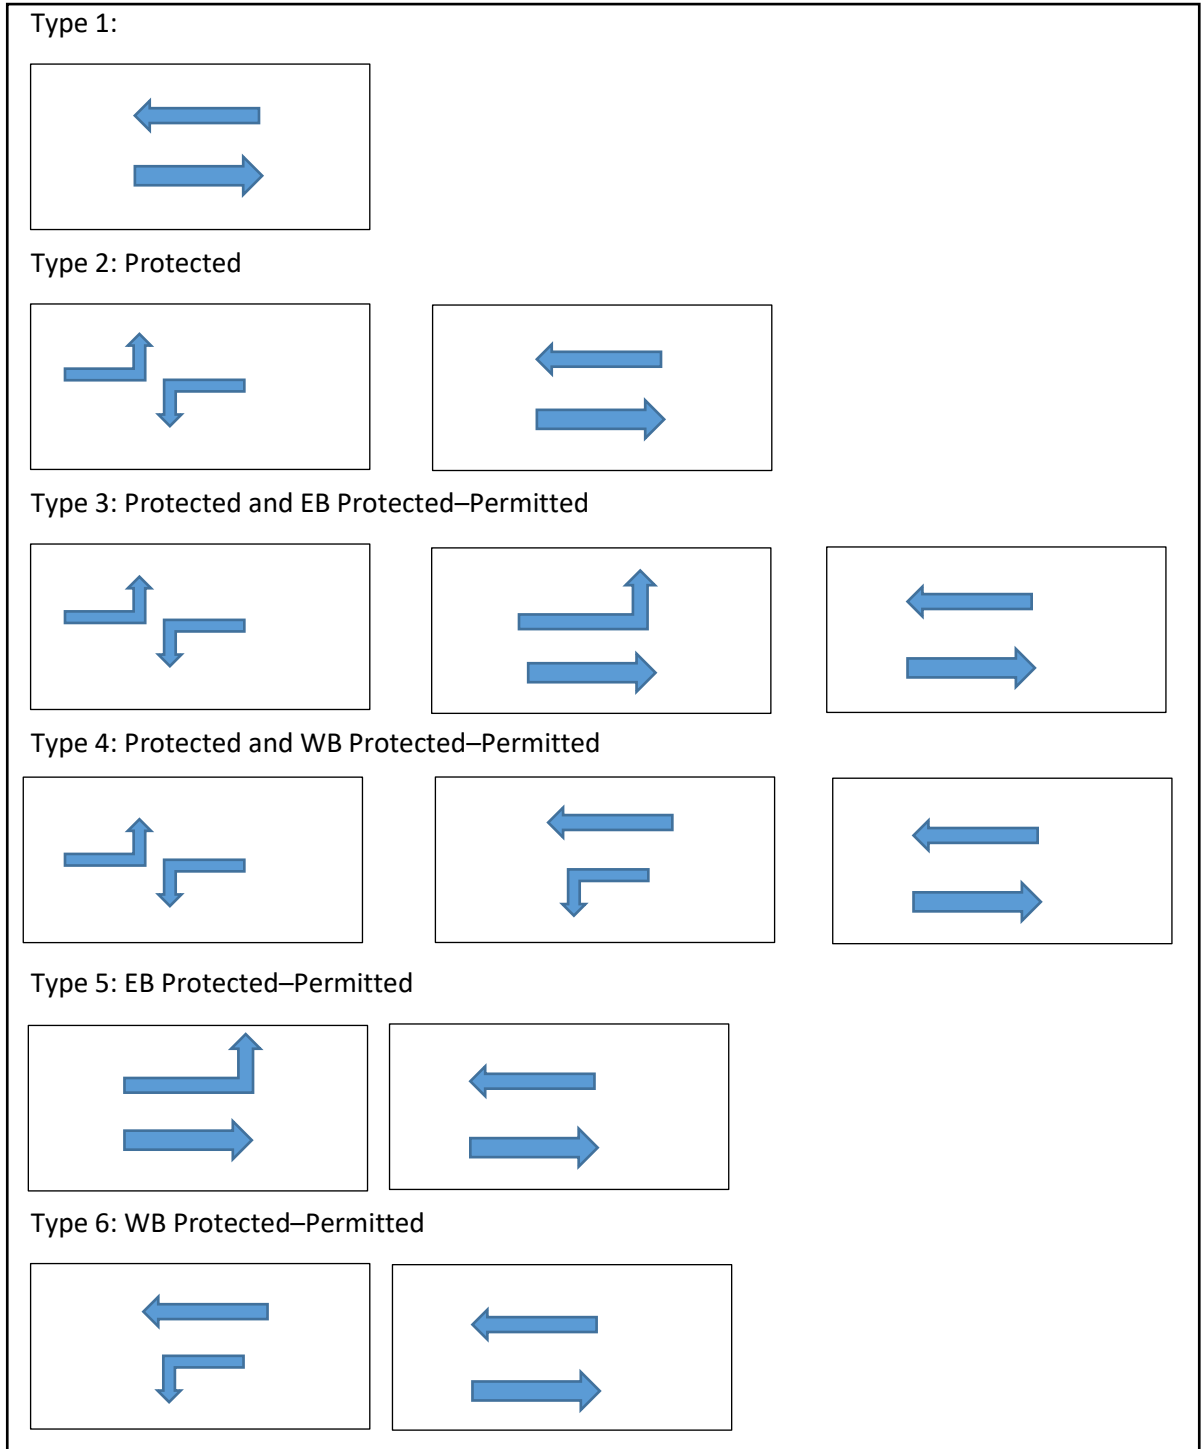 Type 1:
Type 2: Protected
Type 3: Protected and EB Protected–Permitted
Type 4: Protected and WB Protected–Permitted
Type 5: EB Protected–Permitted
Type 6: WB Protected–Permitted